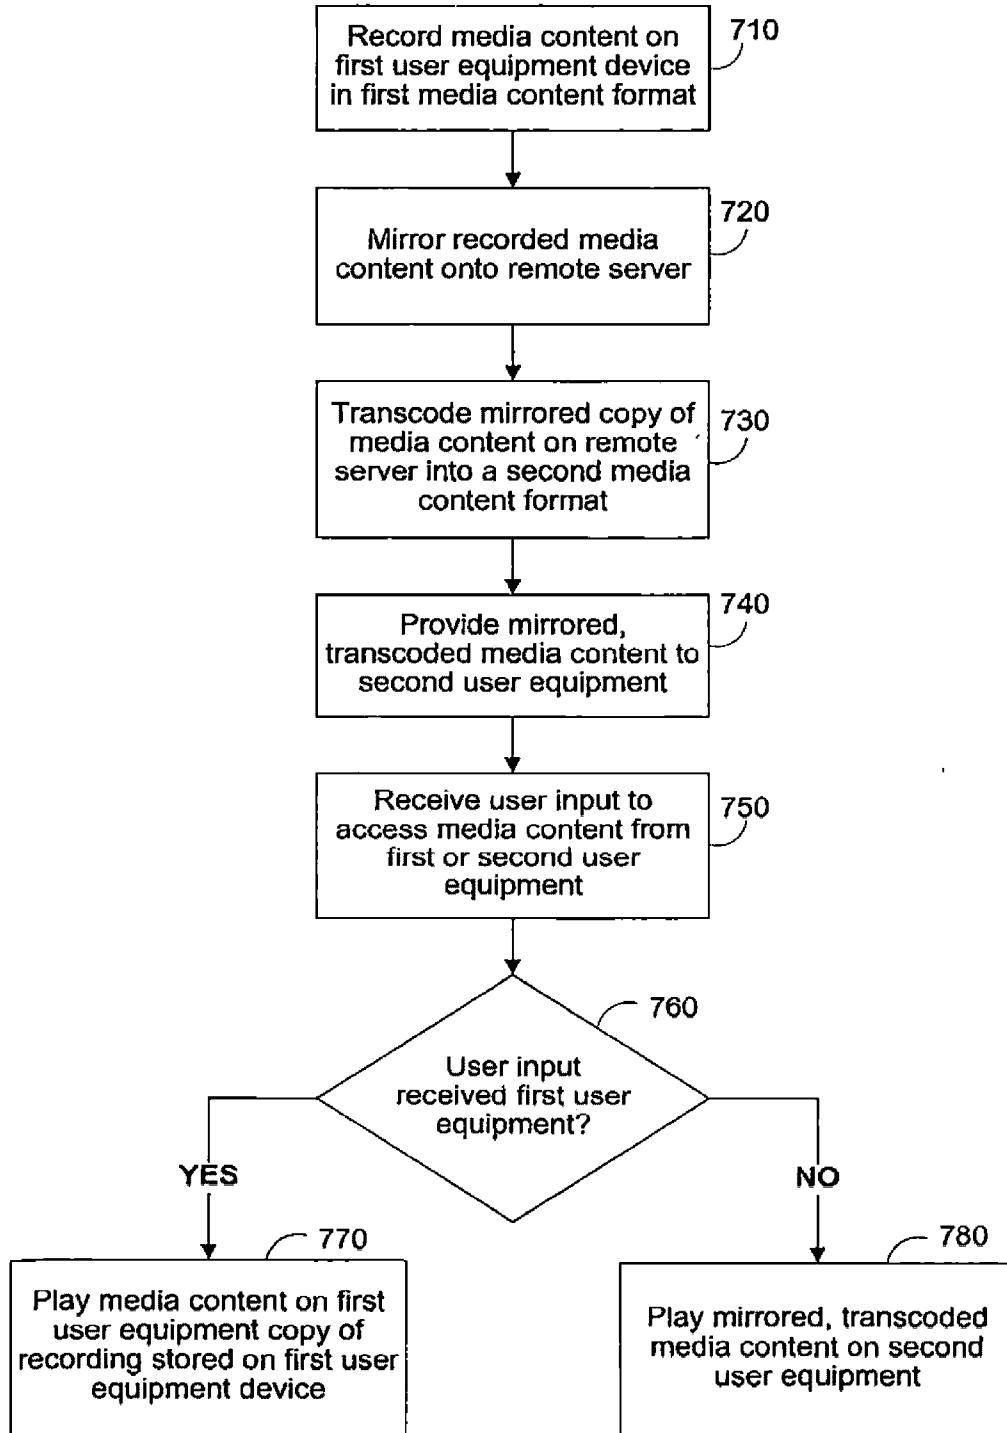 Record media content on
first user equipment device
in first media content format
710
Mirror recorded media
content onto remote server
720
Transcode mirrored copy of
media content on remote
server into a second media
content format
730
Provide mirrored,
transcoded media content to
second user equipment
740
Receive user input to
access media content from
first or second user
equipment
750
760
User input
received first user
equipment?
YES
NO
770
Play media content on first
user equipment copy of
recording stored on first user
equipment device
780
Play mirrored, transcoded
media content on second
user equipment